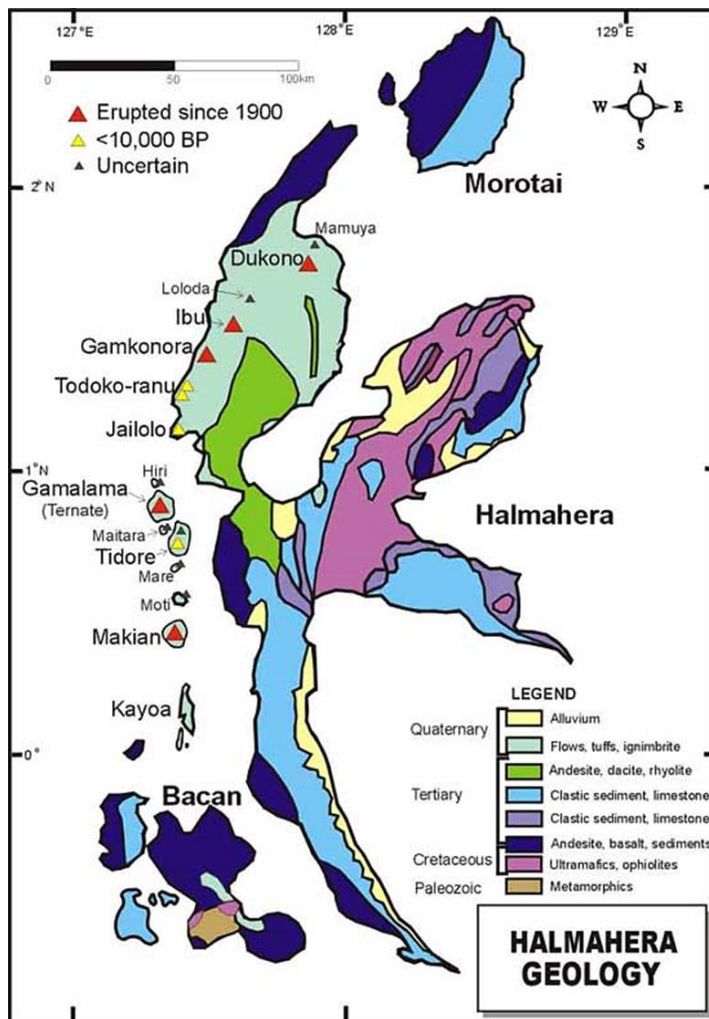 127°E
128°E
129°E
0
50
100km
Erupted since 1900
<10,000 BP
Uncertain
N
W
E
S
2°N
Morotai
Mamuya
Dukono
Loloda
Ibu
Gamkonora
Todoko-ranu
Jailolo
1°N
Hiri
Gamalama
(Ternate)
Maitara
Tidore
Mare
Moti
Makian
Halmahera
Kayoa
0°
Bacan
LEGEND
Quaternary
Alluvium
Flows, tuffs, ignimbrite
Tertiary
Andesite, dacite, rhyolite
Clastic sediment, limestone
Clastic sediment, limestone
Andesite, basalt, sediments
Cretaceous
Ultramafics, ophiolites
Paleozoic
Metamorphics
HALMAHERA
GEOLOGY
127°E
128°E
129°E